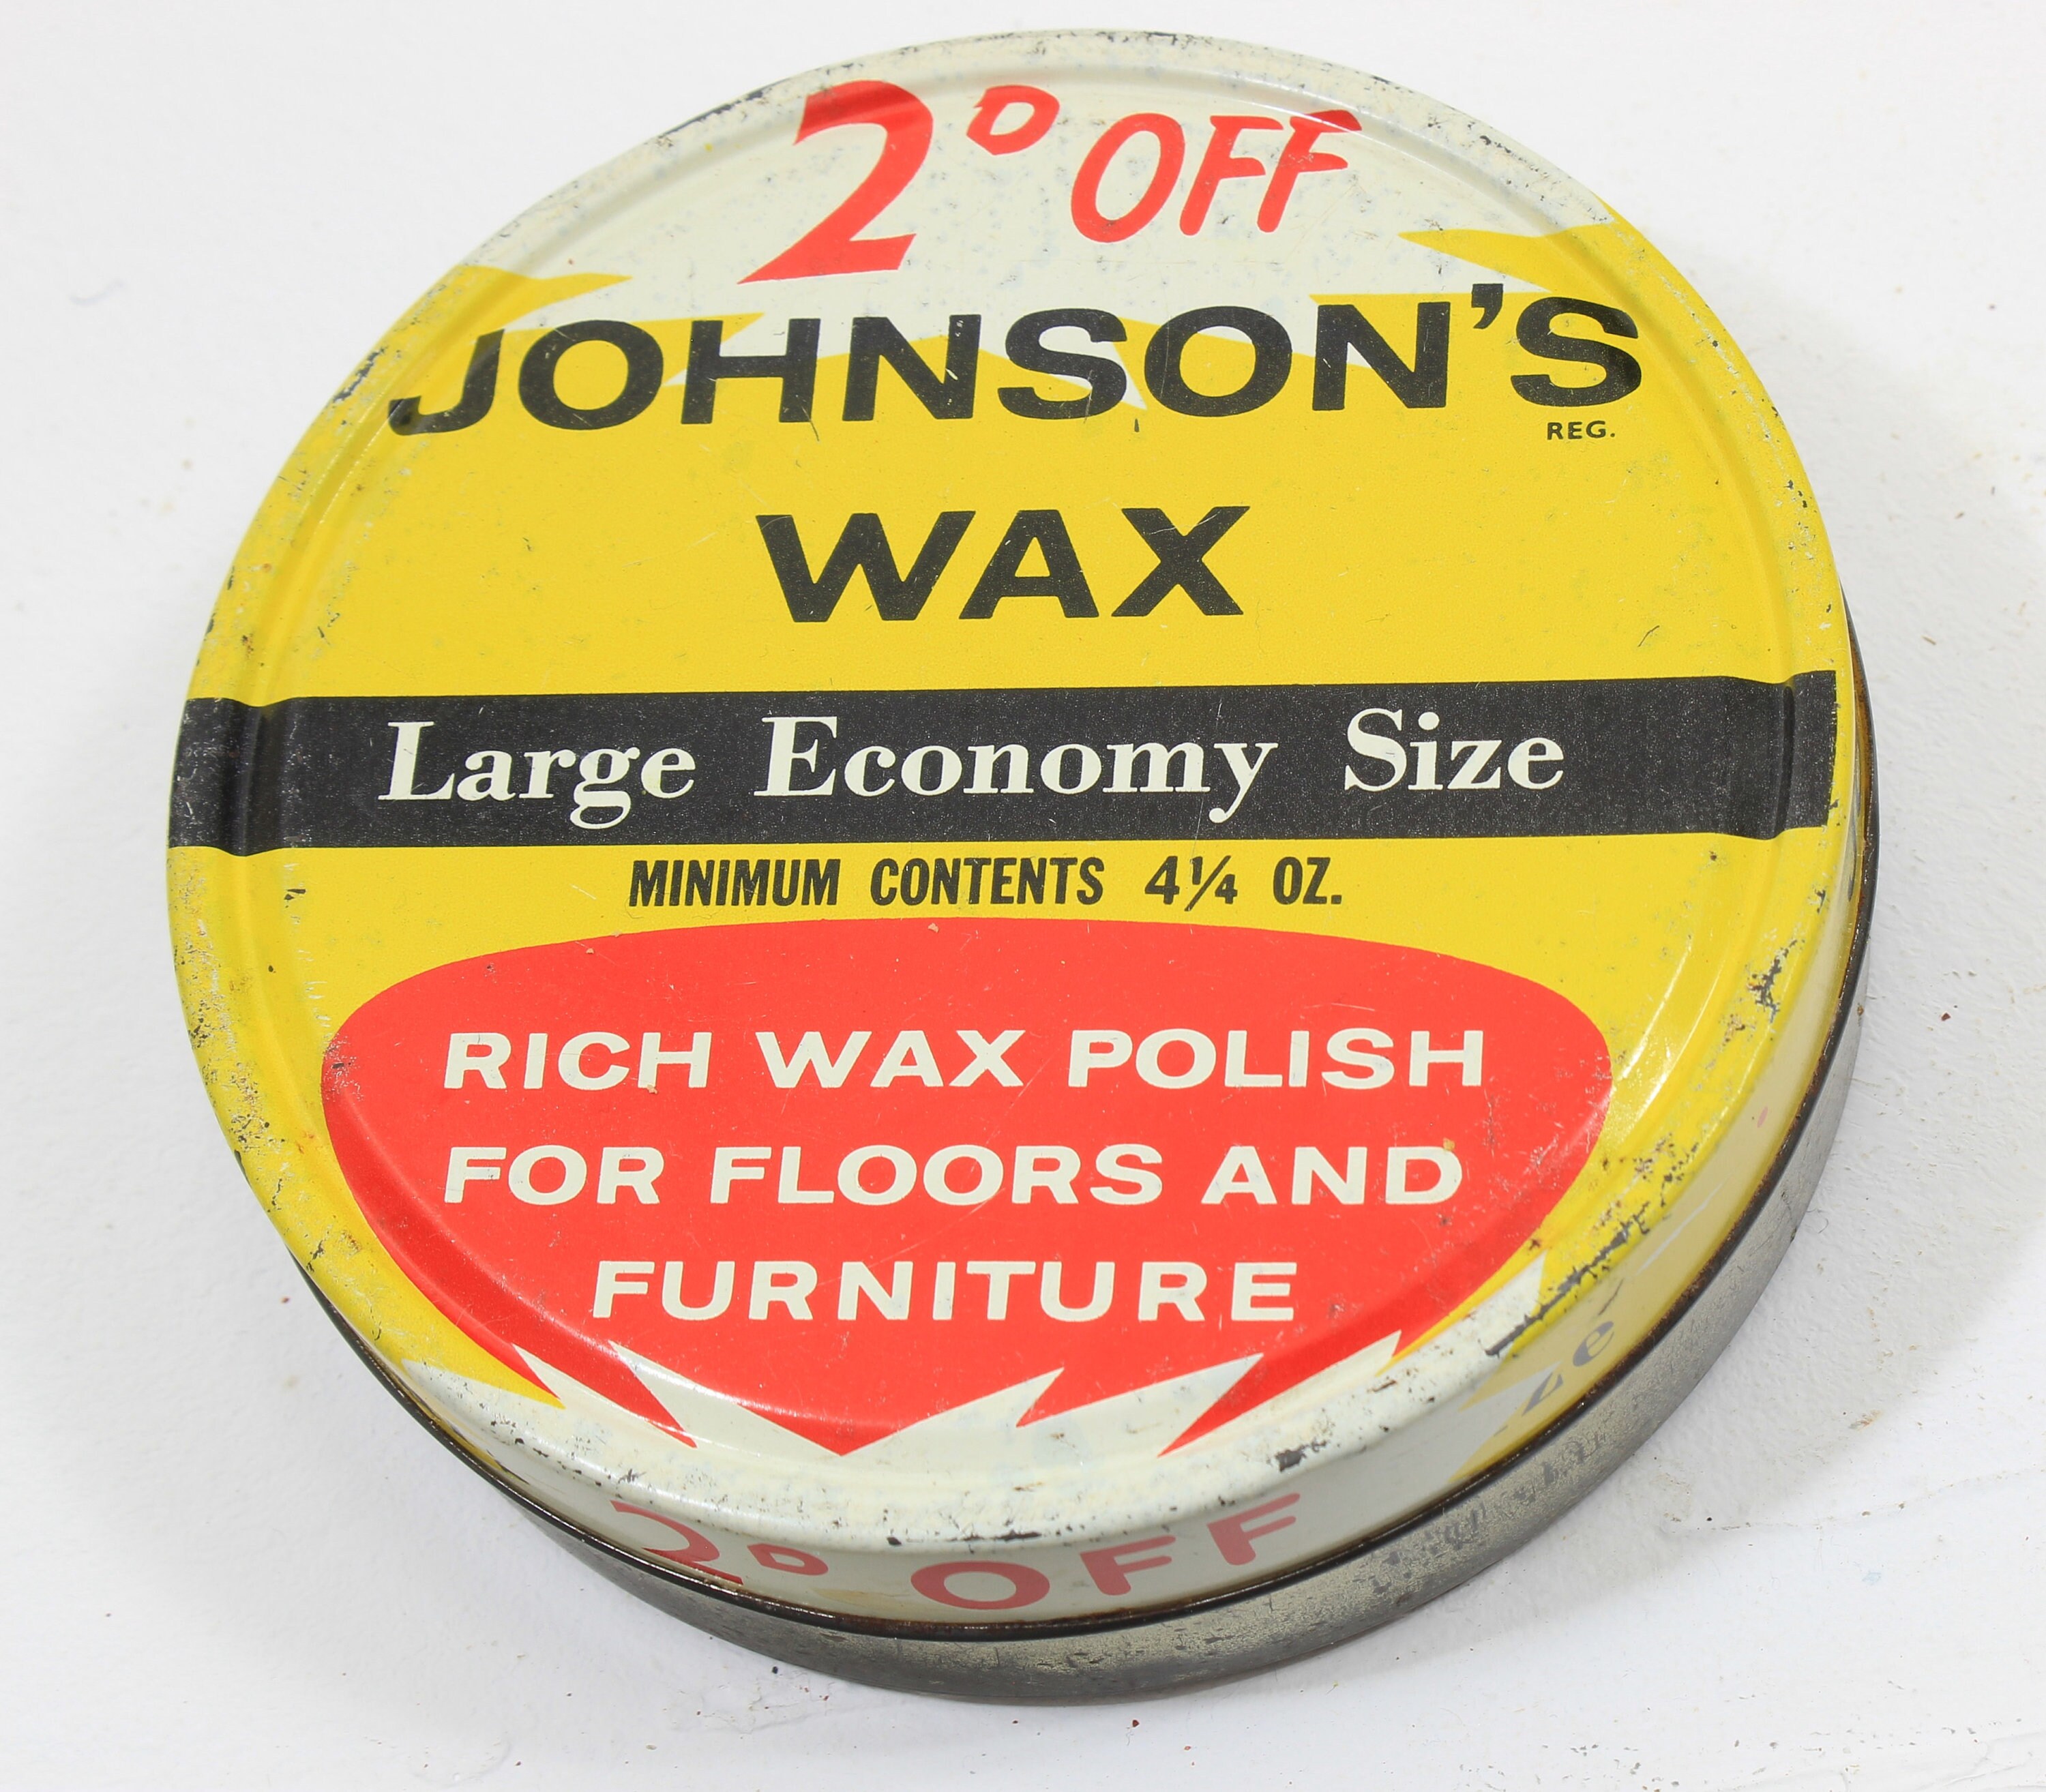 2D OFF
JOHNSON'S
REG.
WAX
Large Economy Size
MINIMUM CONTENTS 4¼ OZ.
RICH WAX POLISH
FOR FLOORS AND
FURNITURE
2D OFF